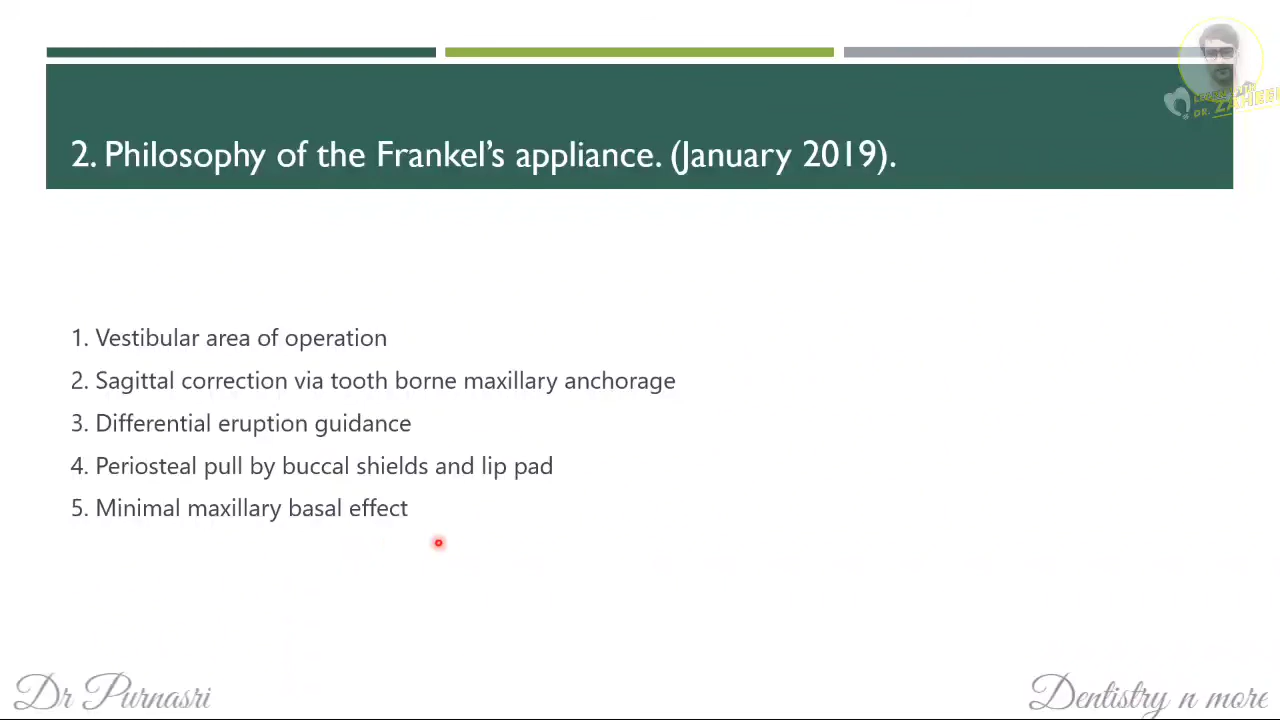 2. Philosophy of the Frankel's appliance. (January 2019).
1. Vestibular area of operation
2. Sagittal correction via tooth borne maxillary anchorage
3. Differential eruption guidance
4. Periosteal pull by buccal shields and lip pad
5. Minimal maxillary basal effect
DR. ZAHEER
Dr Purnasri
Dentistry n more